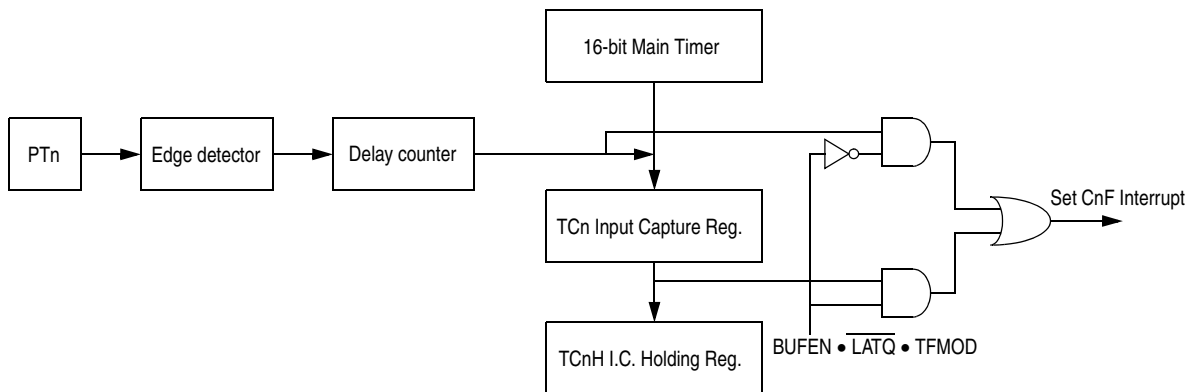 16-bit Main Timer
PTn
Edge detector
Delay counter
TCn Input Capture Reg.
Set CnF Interrupt
TCnH I.C. Holding Reg.
BUFEN • L̅A̅T̅Q̅ • TFMOD